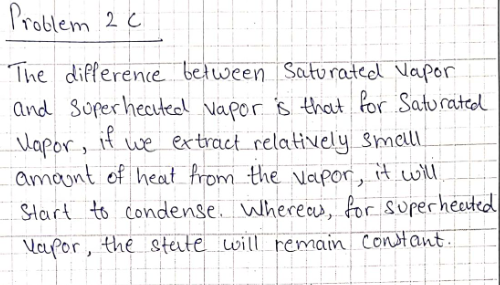 Problem 2 C
The difference between Saturated Vapor
and Superheated vapor is that for Saturated
Vapor, if we extract relatively small
amount of heat from the vapor, it will
start to condense. Whereas, for superheated
vapor, the state will remain constant.